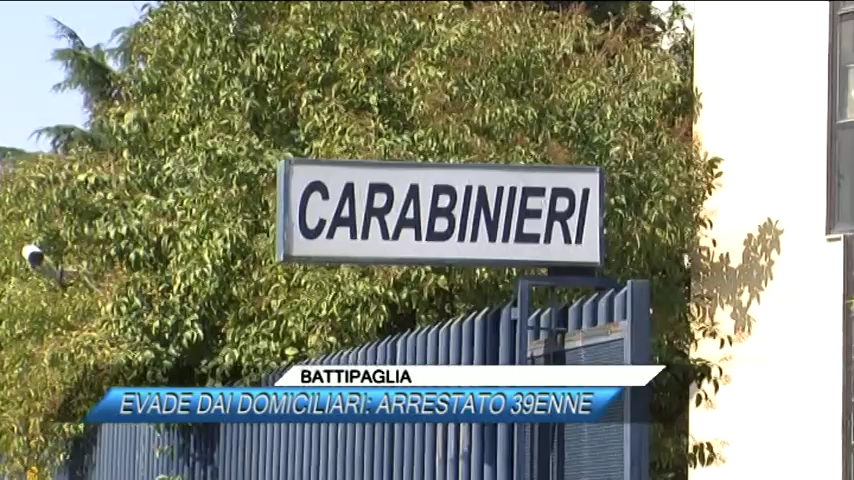 CARABINIERI
BATTIPAGLIA
EVADE DAI DOMICILIARI: ARRESTATO 39ENNE